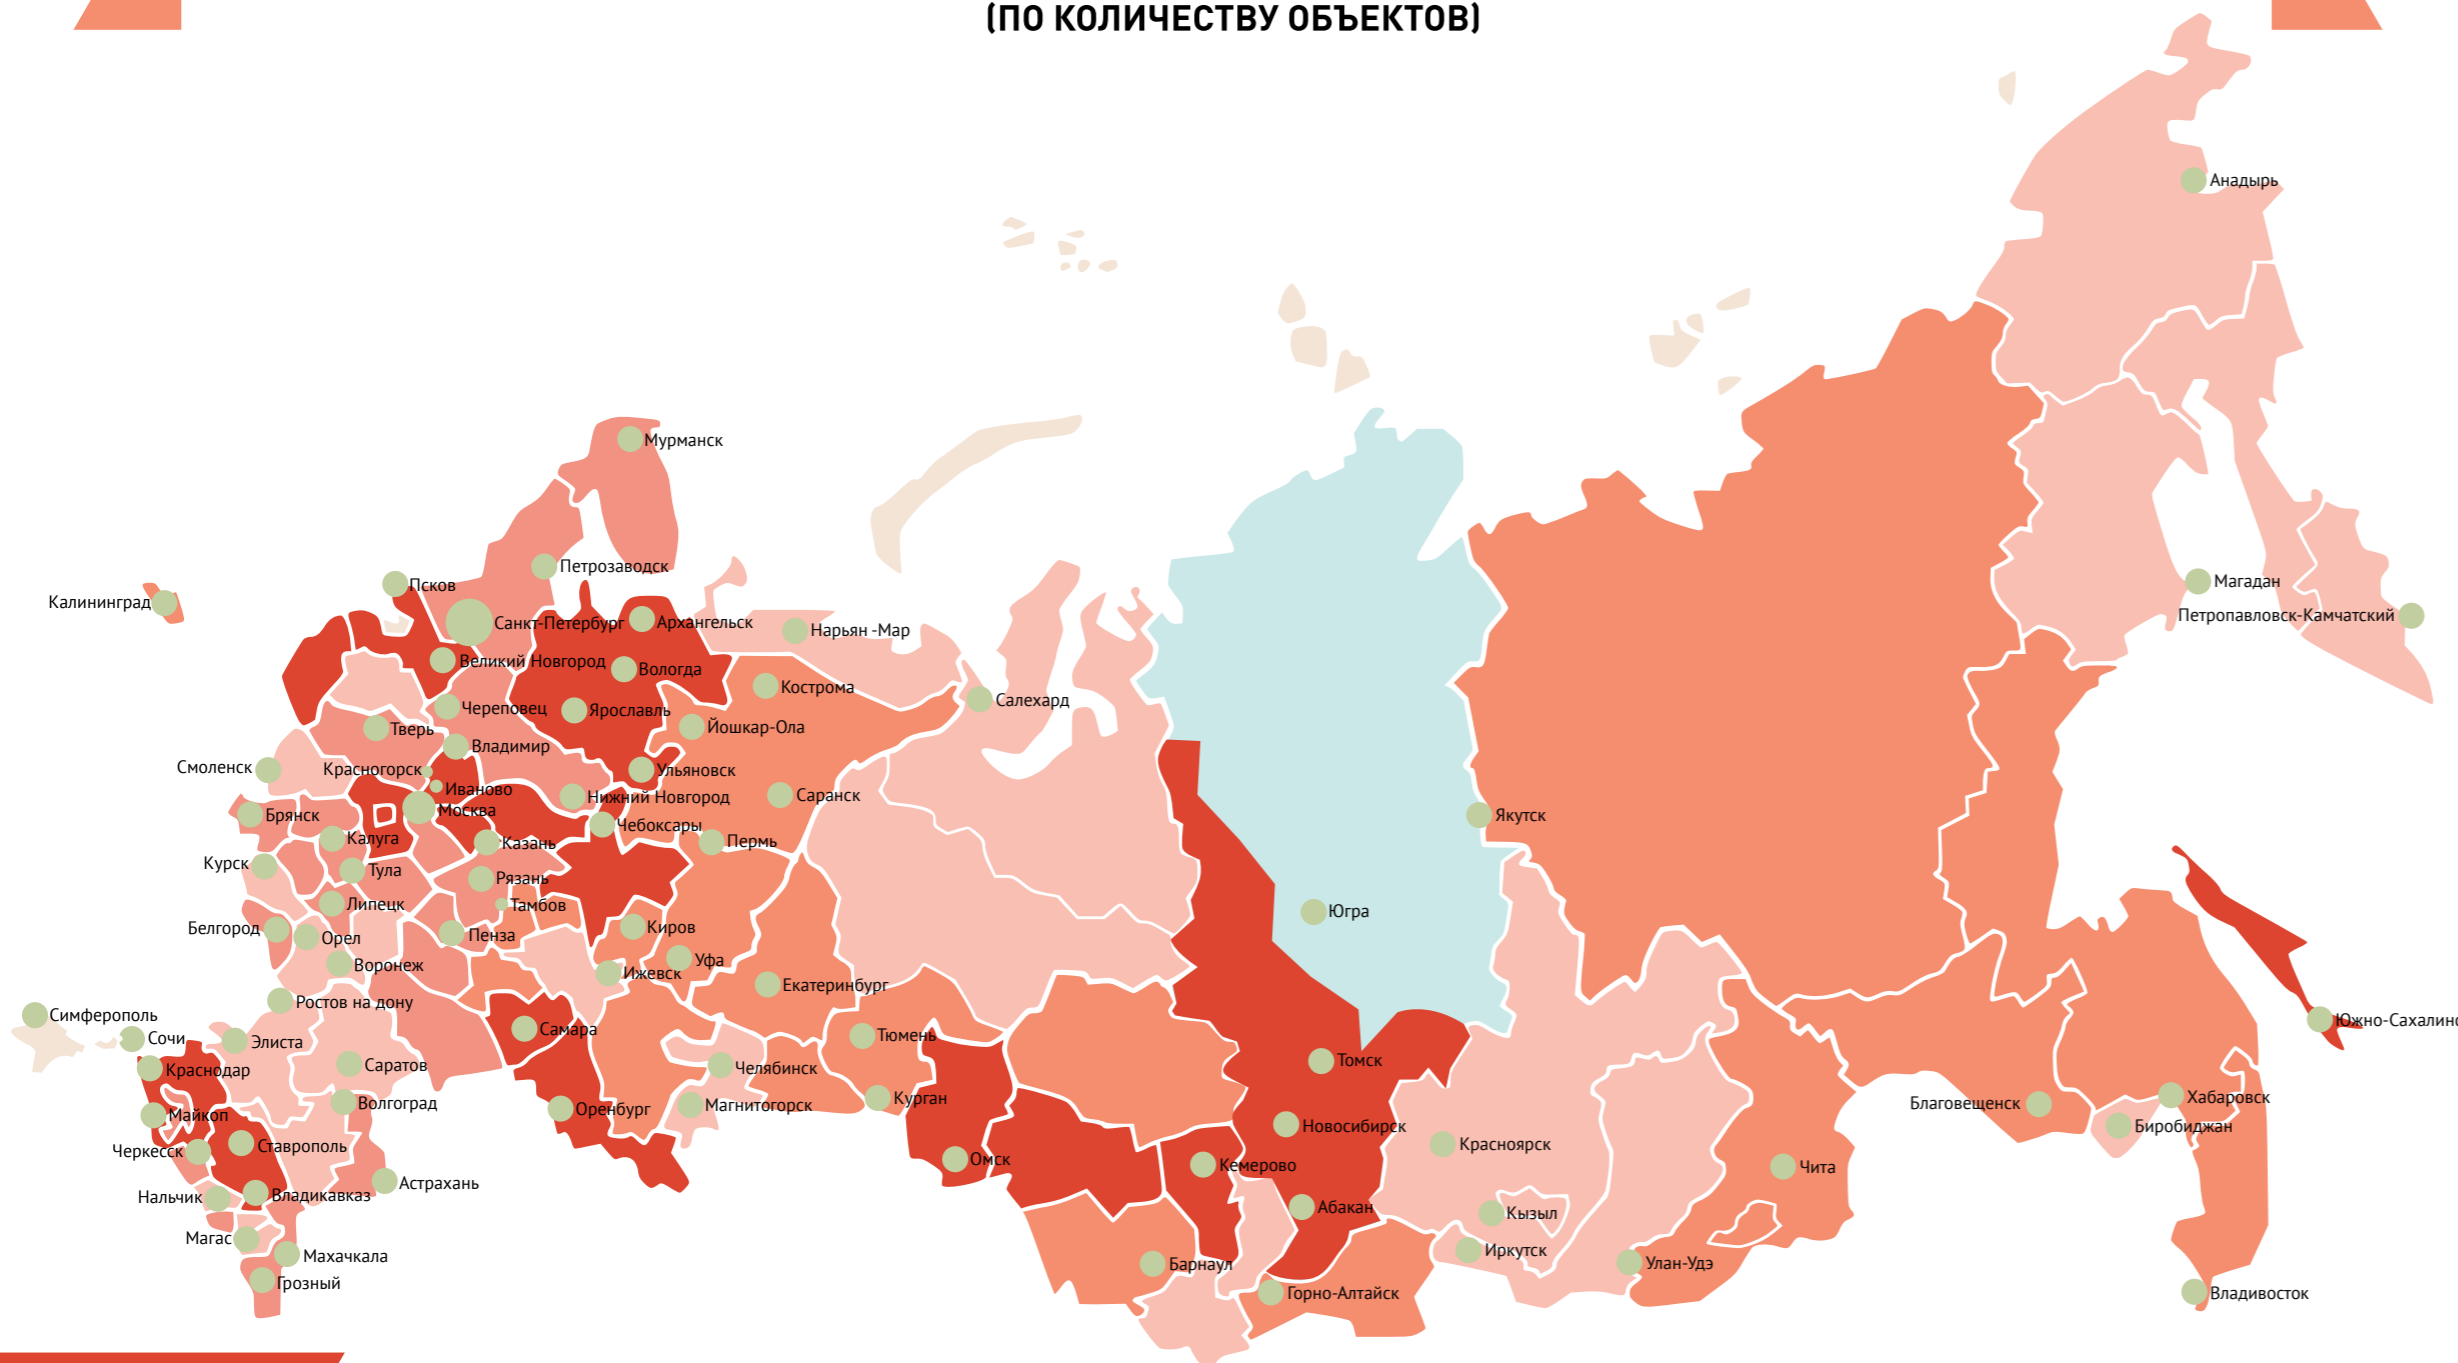 (ПО КОЛИЧЕСТВУ ОБЪЕКТОВ)
Анадырь
Мурманск
Петрозаводск
Псков
Магадан
Калининград
Петропавловск-Камчатский
Санкт-Петербург
Архангельск
Нарьян -Мар
Великий Новгород
Вологда
Кострома
Салехард
Череповец
Ярославль
Йошкар-Ола
Тверь
Владимир
Смоленск
Красногорск
Ульяновск
Иваново
Нижний Новгород
Саранск
Москва
Брянск
Якутск
Чебоксары
Калуга
Казань
Пермь
Курск
Тула
Рязань
Липецк
Тамбов
Югра
Белгород
Орел
Пенза
Киров
Воронеж
Уфа
Ижевск
Екатеринбург
Ростов на дону
Симферополь
Южно-Сахалинс
Самара
Сочи
Элиста
Тюмень
Томск
Краснодар
Саратов
Челябинск
Волгоград
Магнитогорск
Курган
Хабаровск
Благовещенск
Оренбург
Майкоп
Новосибирск
Биробиджан
Черкесск
Ставрополь
Красноярск
Омск
Кемерово
Чита
Астрахань
Нальчик
Владикавказ
Абакан
Кызыл
Магас
Махачкала
Иркутск
Барнаул
Улан-Удэ
Грозный
Горно-Алтайск
Владивосток